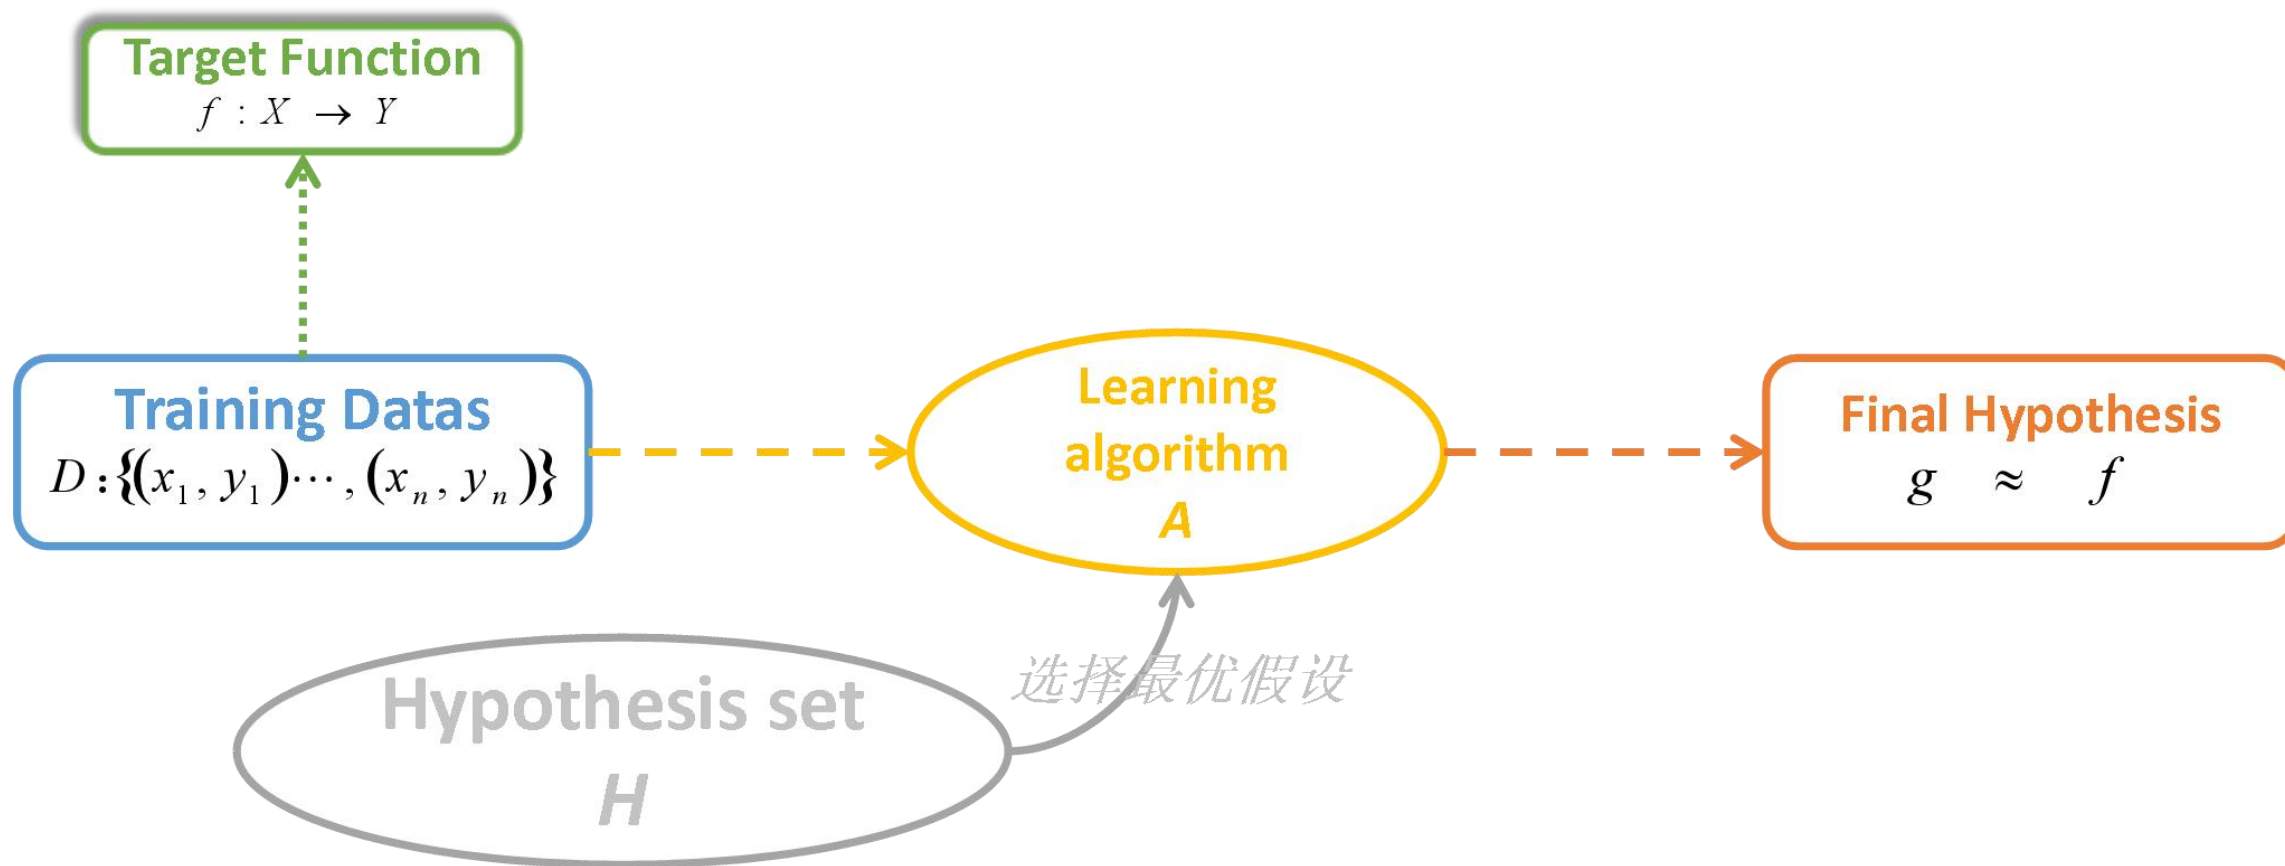 Target Function
f : X → Y
Training Datas
D:{(x₁, y₁)⋯, (xₙ, yₙ)}
Learning
algorithm
A
Final Hypothesis
g ≈ f
选择最优假设
Hypothesis set
H